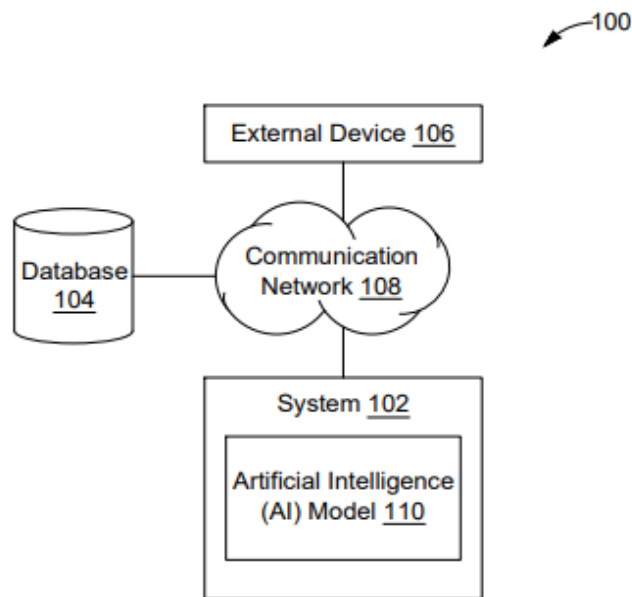 100
External Device 106
Communication
Network 108
Database
104
System 102
Artificial Intelligence
(AI) Model 110